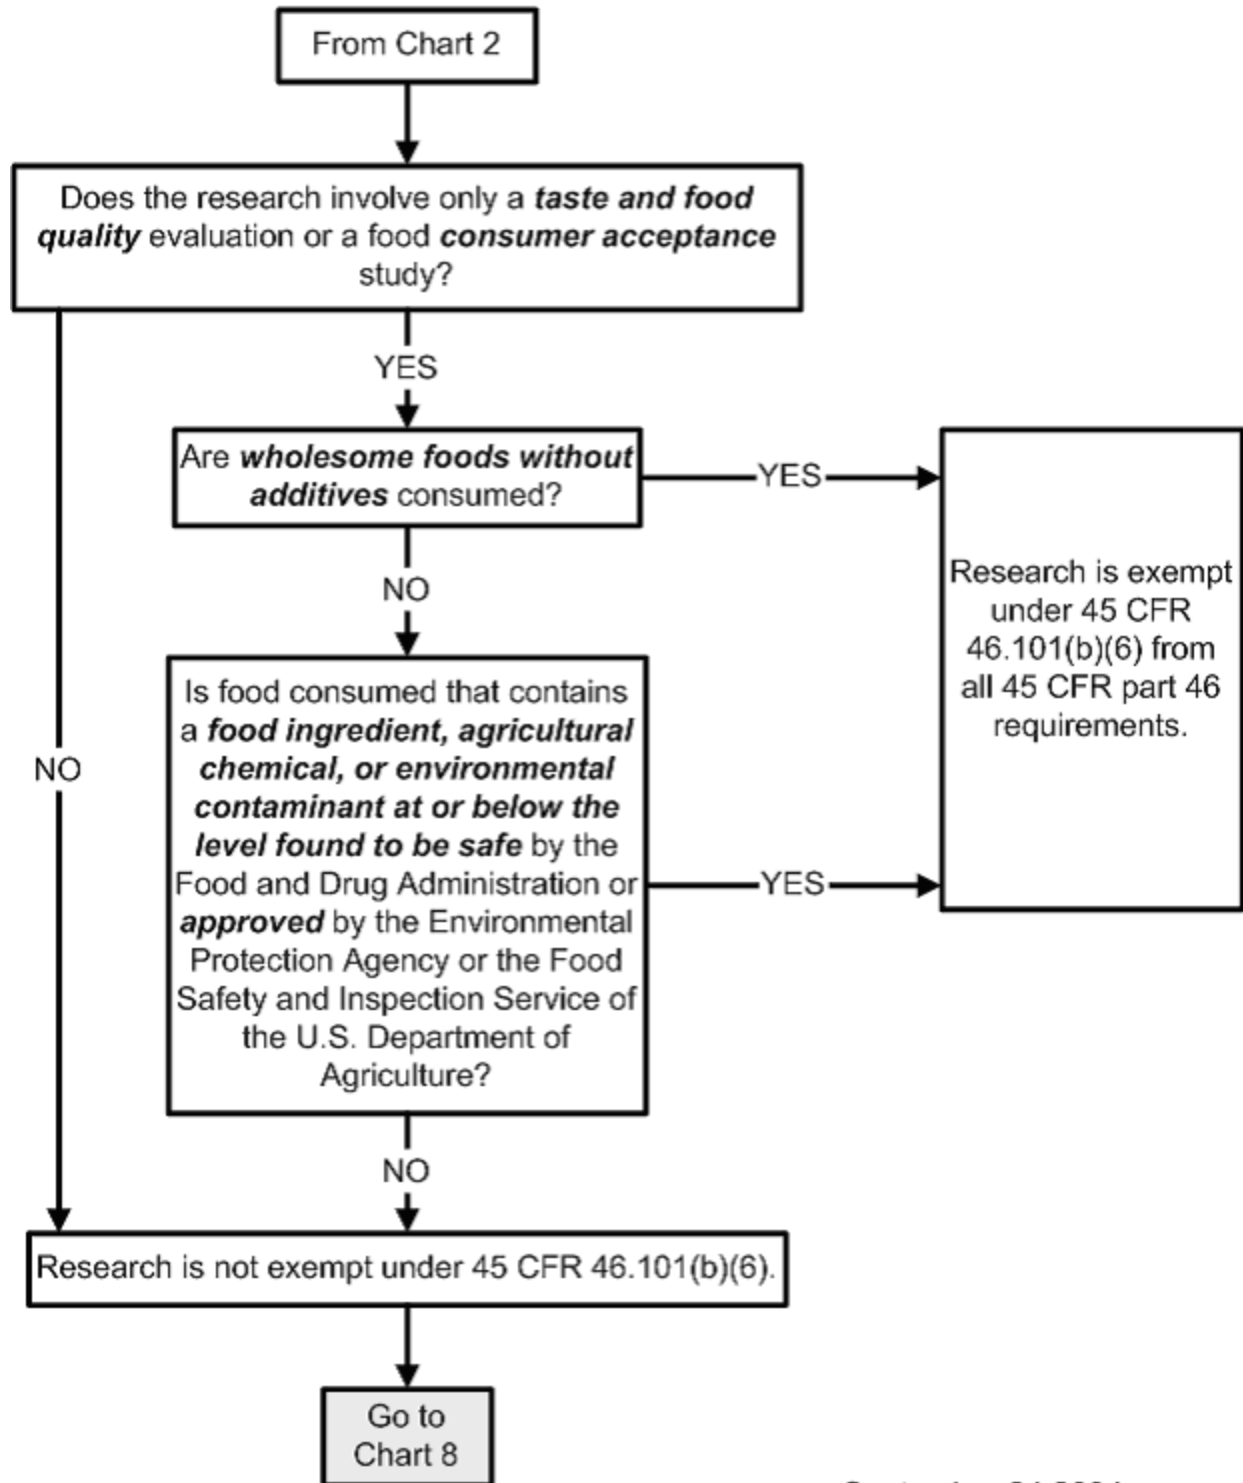 From Chart 2
Does the research involve only a taste and food
quality evaluation or a food consumer acceptance
study?
YES
Are wholesome foods without
additives consumed?
YES
NO
Research is exempt
under 45 CFR
46.101(b)(6) from
all 45 CFR part 46
requirements.
Is food consumed that contains
a food ingredient, agricultural
chemical, or environmental
contaminant at or below the
level found to be safe by the
Food and Drug Administration or
approved by the Environmental
Protection Agency or the Food
Safety and Inspection Service of
the U.S. Department of
Agriculture?
YES
NO
NO
Research is not exempt under 45 CFR 46.101(b)(6).
Go to
Chart 8